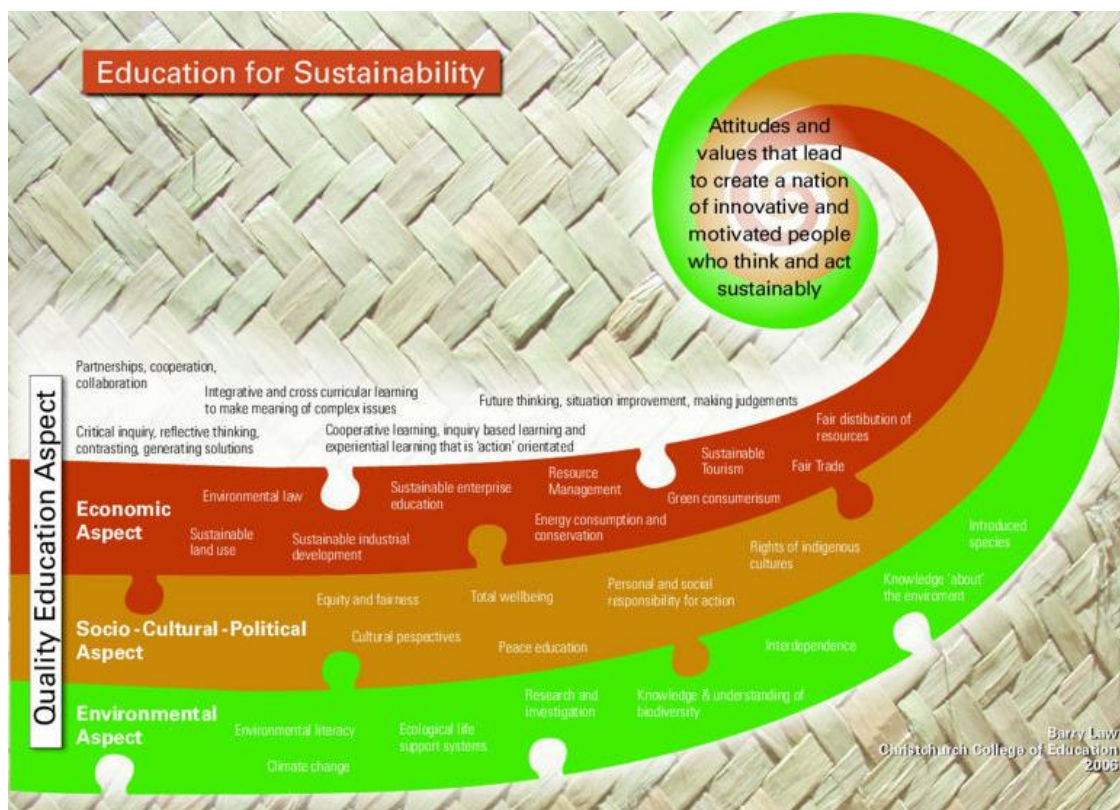 Education for Sustainability
Attitudes and
values that lead
to create a nation
of innovative and
motivated people
who think and act
sustainably
Quality Education Aspect
Partnerships, cooperation,
collaboration
Integrative and cross curricular learning
to make meaning of complex issues
Future thinking, situation improvement, making judgements
Critical inquiry, reflective thinking,
contrasting, generating solutions
Cooperative learning, inquiry based learning and
experiential learning that is 'action' orientated
Economic
Aspect
Environmental law
Sustainable
land use
Sustainable industrial
development
Sustainable enterprise
education
Resource
Management
Energy consumption and
conservation
Sustainable
Tourism
Green consumerisum
Fair distibution of
resources
Fair Trade
Socio-Cultural-Political
Aspect
Equity and fairness
Cultural pespectives
Total wellbeing
Peace education
Personal and social
responsibility for action
Rights of indigenous
cultures
Environmental
Aspect
Environmental literacy
Climate change
Ecological life
support systems
Research and
investigation
Knowledge & understanding of
biodiversity
Interdependence
Knowledge 'about'
the enviroment
Introduced
species
Barry Law
Christchurch College of Education
2006